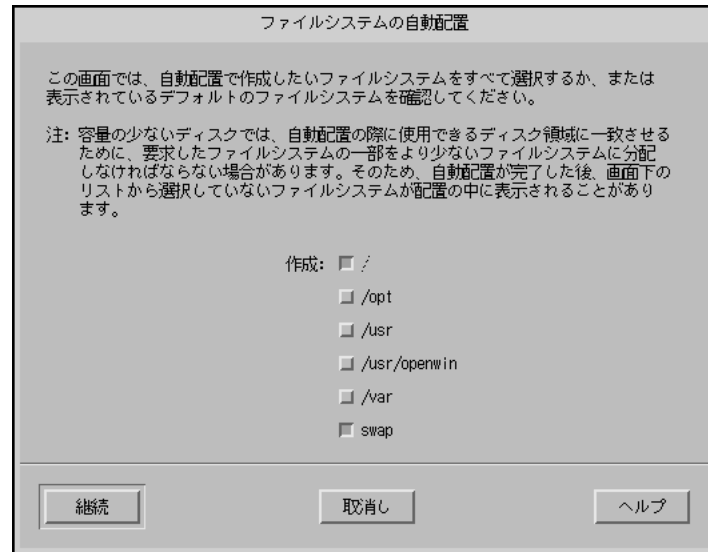 ファイルシステムの自動配置
この画面では、自動配置で作成したいファイルシステムをすべて選択するか、または
表示されているデフォルトのファイルシステムを確認してください。
注: 容量の少ないディスクでは、自動配置の際に使用できるディスク領域に一致させる
ために、要求したファイルシステムの一部をより少ないファイルシステムに分配
しなければならない場合があります。そのため、自動配置が完了した後、画面下の
リストから選択していないファイルシステムが配置の中に表示されることがあり
ます。
作成: /
/opt
/usr
/usr/openwin
/var
swap
継続 取消し ヘルプ